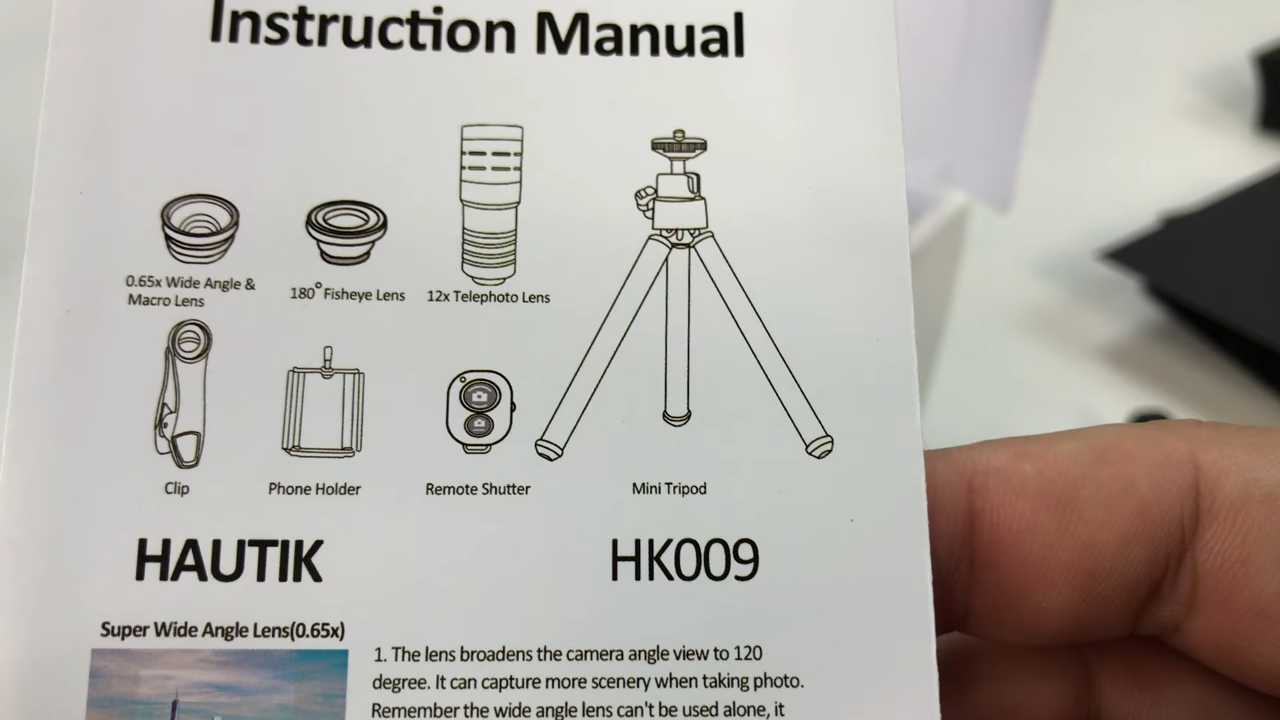 Instruction Manual
0.65x Wide Angle &
Macro Lens
180° Fisheye Lens
12x Telephoto Lens
Clip
Phone Holder
Remote Shutter
Mini Tripod
HAUTIK
HK009
Super Wide Angle Lens(0.65x)
1. The lens broadens the camera angle view to 120
degree. It can capture more scenery when taking photo.
Remember the wide angle lens can't be used alone, it